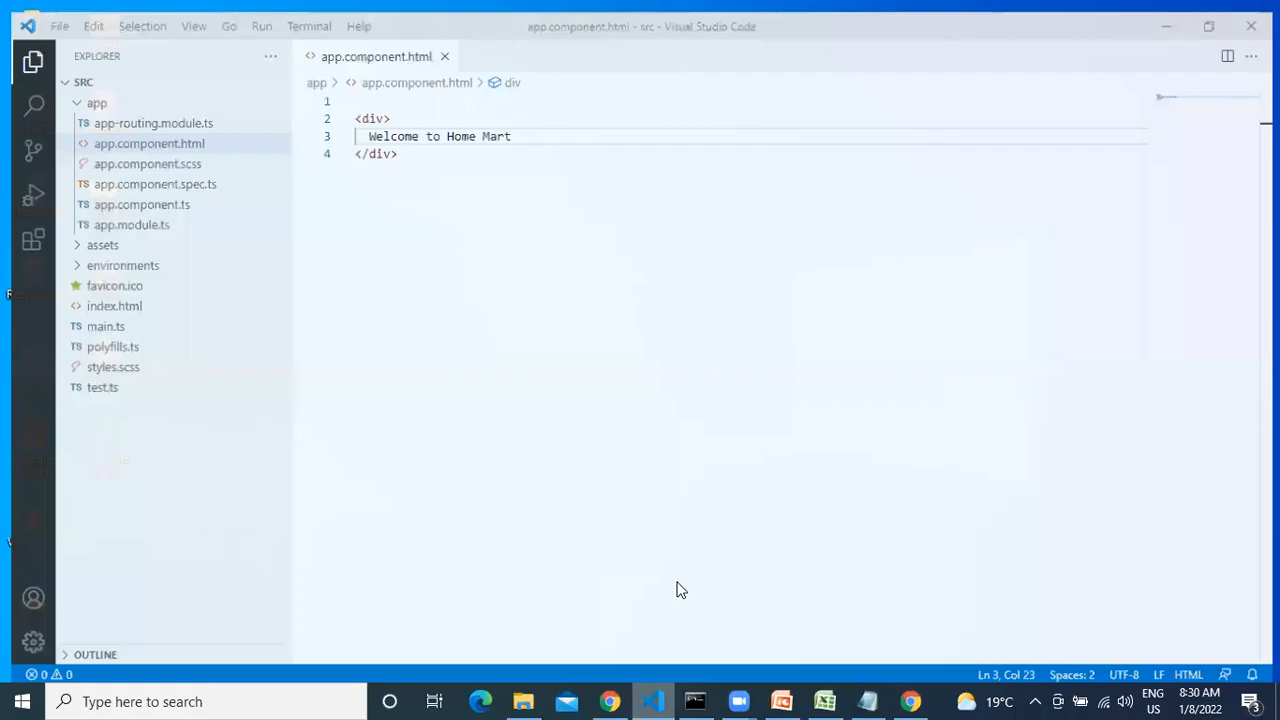 File Edit Selection View Go Run Terminal Help
app.component.html - src - Visual Studio Code
EXPLORER
app.component.html
SRC
app > app.component.html > div
app
app-routing.module.ts
app.component.html
app.component.scss
app.component.spec.ts
app.component.ts
app.module.ts
assets
environments
favicon.ico
index.html
main.ts
polyfills.ts
styles.scss
test.ts
1
2 <div>
3 Welcome to Home Mart
4 </div>
OUTLINE
0 0
Ln 3, Col 23 Spaces: 2 UTF-8 LF HTML
Type here to search
19°C
ENG
US
8:30 AM
1/8/2022
3